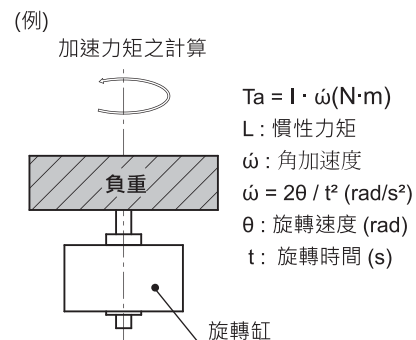 (例)
加速力矩之計算
Ta = I · ώ(N·m)
L : 慣性力矩
ώ : 角加速度
ώ = 2θ / t² (rad/s²)
θ : 旋轉速度 (rad)
t : 旋轉時間 (s)
負重
旋轉缸